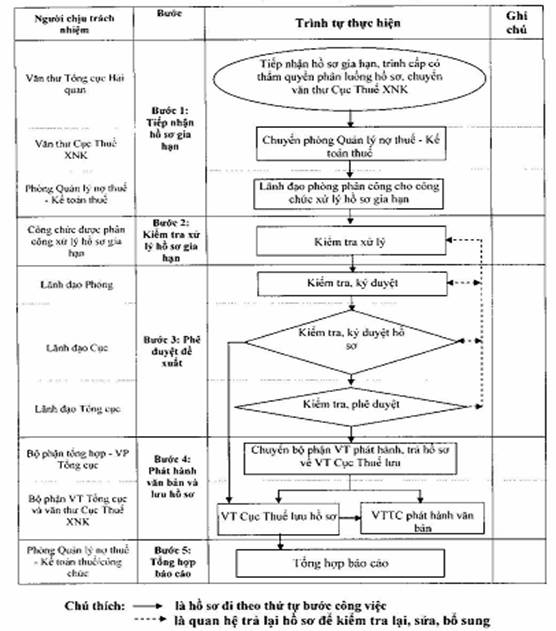 Người chịu trách
nhiệm
Bước
Trình tự thực hiện
Ghi
chú
Văn thư Tổng cục Hải
quan
Bước 1:
Tiếp nhận
hồ sơ gia
hạn
Tiếp nhận hồ sơ gia hạn, trình cấp có
thẩm quyền phân luồng hồ sơ, chuyển
văn thư Cục Thuế XNK
Văn thư Cục Thuế
XNK
Chuyển phòng Quản lý nợ thuế - Kế
toán thuế
Phòng Quản lý nợ thuế
- Kế toán thuế
Lãnh đạo phòng phân công cho công
chức xử lý hồ sơ gia hạn
Công chức được phân
công xử lý hồ sơ gia
hạn
Bước 2:
Kiểm tra xử
lý hồ sơ gia
hạn
Kiểm tra xử lý
Lãnh đạo Phòng
Bước 3: Phê
duyệt đề
xuất
Kiểm tra, ký duyệt
Lãnh đạo Cục
Kiểm tra, ký duyệt hồ
sơ
Lãnh đạo Tổng cục
Kiểm tra, phê duyệt
Bộ phận tổng hợp - VP
Tổng cục
Bước 4:
Phát hành
văn bản và
lưu hồ sơ
Chuyển bộ phận VT phát hành, trả hồ sơ
về VT Cục Thuế lưu
Bộ phận VT Tổng cục
và văn thư Cục Thuế
XNK
VT Cục Thuế lưu hồ sơ
VTTC phát hành văn
bản
Phòng Quản lý nợ thuế
- Kế toán thuế/công
chức
Bước 5:
Tổng hợp
báo cáo
Tổng hợp báo cáo
Chú thích: là hồ sơ đi theo thứ tự bước công việc
là quan hệ trả lại hồ sơ để kiểm tra lại, sửa, bổ sung